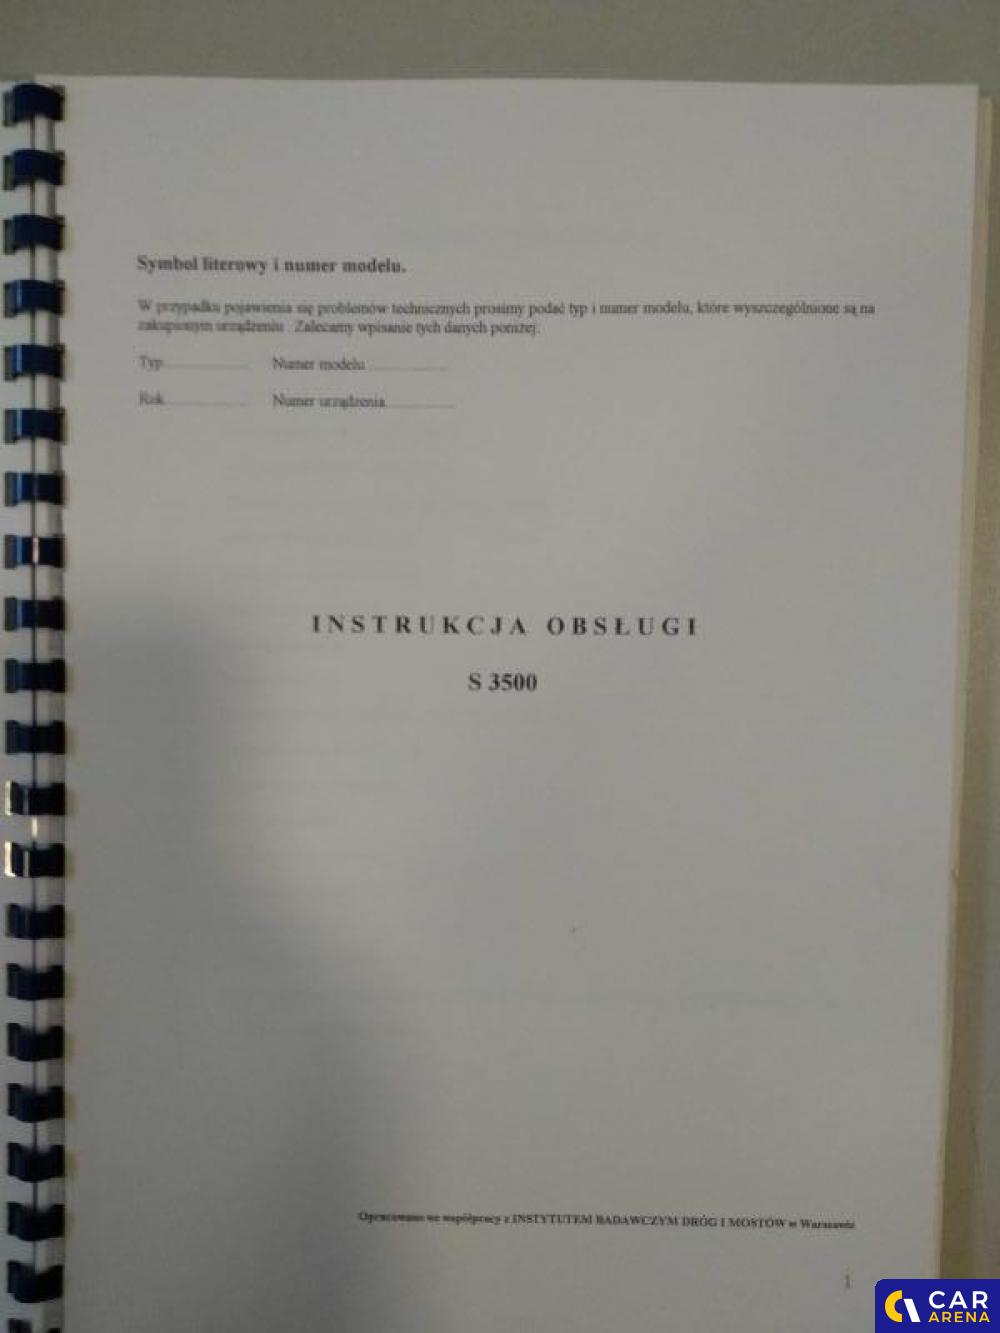 Symbol literowy i numer modelu.
W przypadku pojawienia się problemów technicznych prosimy podać typ i numer modelu, które wyszczególnione są na
zakupionym urządzeniu . Zalecamy wpisanie tych danych poniżej.
Typ.................... Numer modelu....................
Rok.................... Numer urządzenia....................
INSTRUKCJA OBSŁUGI
S 3500
Opracowano we współpracy z INSTYTUTEM BADAWCZYM DRÓG I MOSTÓW w Warszawie
1
CAR
ARENA